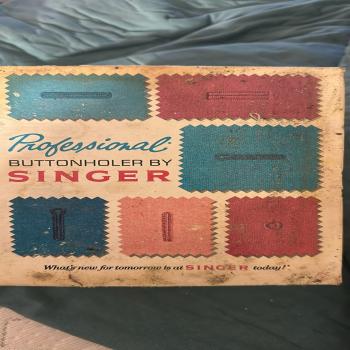 Professional*
BUTTONHOLER BY
SINGER
What's new for tomorrow is at SINGER today!*